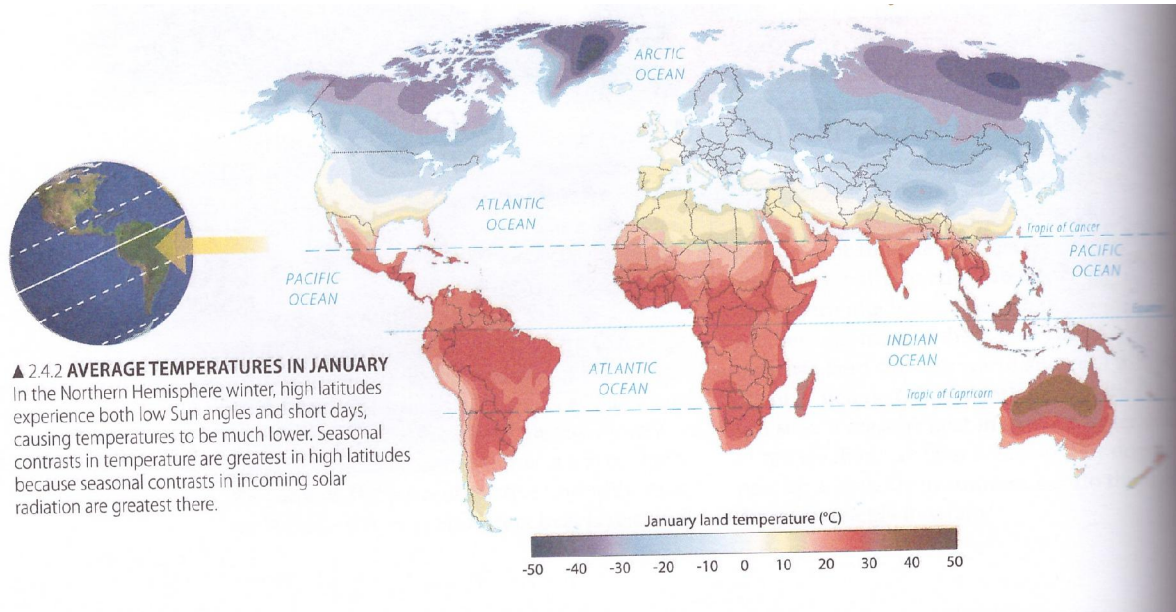 ARCTIC
OCEAN
ATLANTIC
OCEAN
Tropic of Cancer
PACIFIC
OCEAN
PACIFIC
OCEAN
INDIAN
OCEAN
ATLANTIC
OCEAN
Tropic of Capricorn
▲ 2.4.2 AVERAGE TEMPERATURES IN JANUARY
In the Northern Hemisphere winter, high latitudes
experience both low Sun angles and short days,
causing temperatures to be much lower. Seasonal
contrasts in temperature are greatest in high latitudes
because seasonal contrasts in incoming solar
radiation are greatest there.
January land temperature (°C)
-50 -40 -30 -20 -10 0 10 20 30 40 50